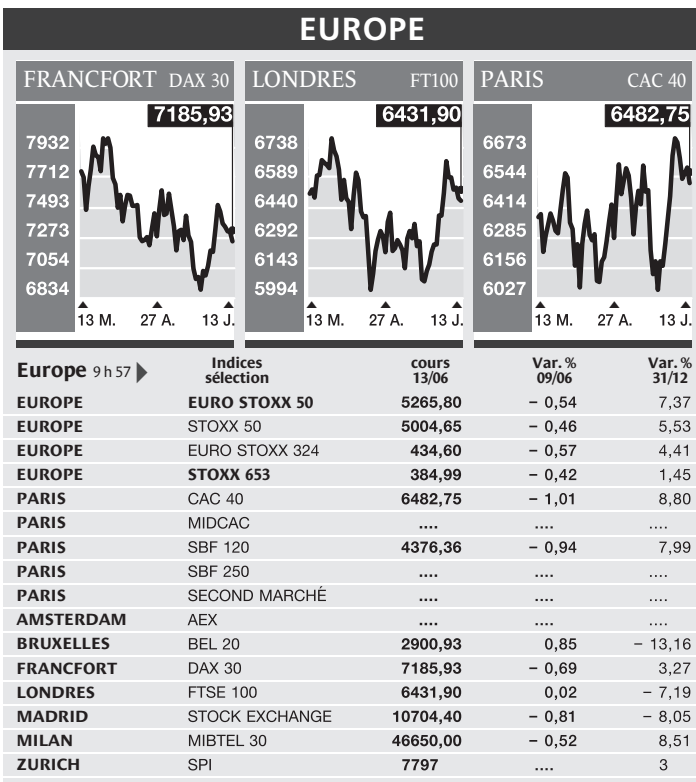 EUROPE
FRANCFORT DAX 30
7185,93
7932
7712
7493
7273
7054
6834
13 M. 27 A. 13 J.
LONDRES FT100
6431,90
6738
6589
6440
6292
6143
5994
13 M. 27 A. 13 J.
PARIS CAC 40
6482,75
6673
6544
6414
6285
6156
6027
13 M. 27 A. 13 J.
Europe 9 h 57 Indices sélection cours 13/06 Var. % 09/06 Var. % 31/12
EUROPE EURO STOXX 50 5265,80 – 0,54 7,37
EUROPE STOXX 50 5004,65 – 0,46 5,53
EUROPE EURO STOXX 324 434,60 – 0,57 4,41
EUROPE STOXX 653 384,99 – 0,42 1,45
PARIS CAC 40 6482,75 – 1,01 8,80
PARIS MIDCAC .... .... ....
PARIS SBF 120 4376,36 – 0,94 7,99
PARIS SBF 250 .... .... ....
PARIS SECOND MARCHÉ .... .... ....
AMSTERDAM AEX .... .... ....
BRUXELLES BEL 20 2900,93 0,85 – 13,16
FRANCFORT DAX 30 7185,93 – 0,69 3,27
LONDRES FTSE 100 6431,90 0,02 – 7,19
MADRID STOCK EXCHANGE 10704,40 – 0,81 – 8,05
MILAN MIBTEL 30 46650,00 – 0,52 8,51
ZURICH SPI 7797 .... 3